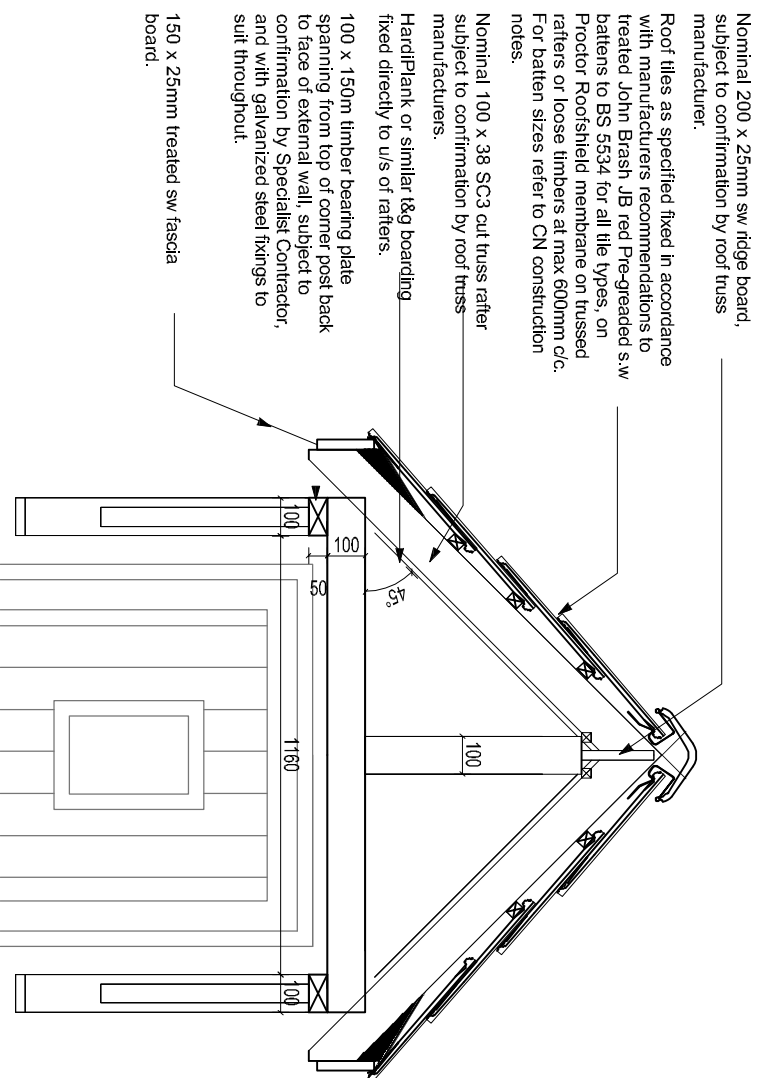 Nominal 200 x 25mm sw ridge board,
subject to confirmation by roof truss
manufacturer.
Roof tiles as specified fixed in accordance
with manufacturers recommendations to
treated John Brash JB red Pre-greaded s.w
battens to BS 5534 for all tile types, on
Proctor Roofshield membrane on trussed
rafters or loose timbers at max 600mm c/c.
For batten sizes refer to CN construction
notes.
Nominal 100 x 38 SC3 cut truss rafter
subject to confirmation by roof truss
manufacturers.
HardiPlank or similar t&g boarding
fixed directly to u/s of rafters.
100 x 150m timber bearing plate
spanning from top of corner post back
to face of external wall, subject to
confirmation by Specialist Contractor,
and with galvanized steel fixings to
suit throughout.
150 x 25mm treated sw fascia
board.
100
45°
100
50
100
1160
100